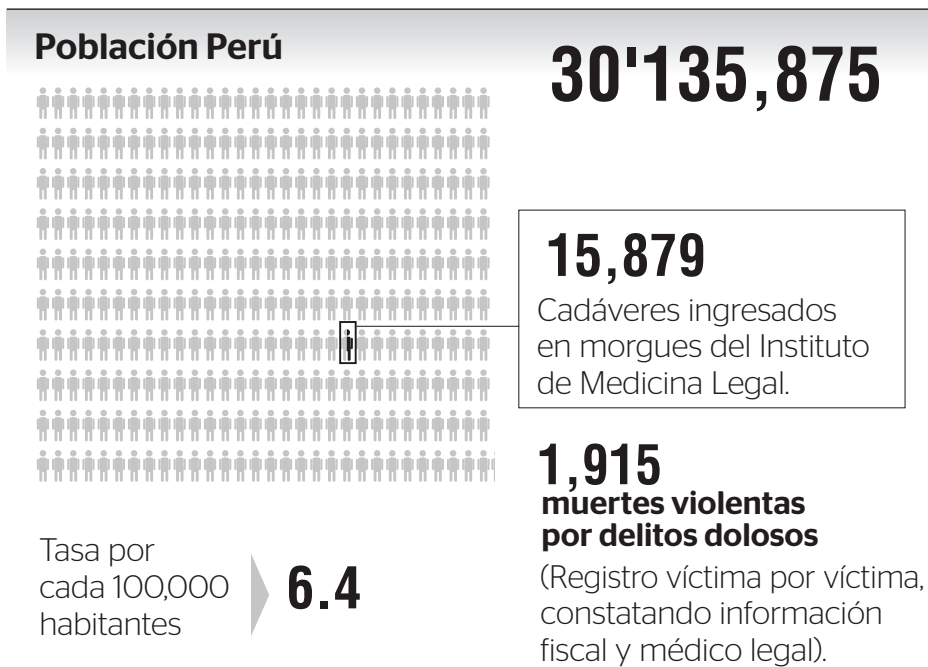 Población Perú
30'135,875
15,879
Cadáveres ingresados
en morgues del Instituto
de Medicina Legal.
1,915
muertes violentas
por delitos dolosos
(Registro víctima por víctima,
constatando información
fiscal y médico legal).
Tasa por
cada 100,000
habitantes
6.4